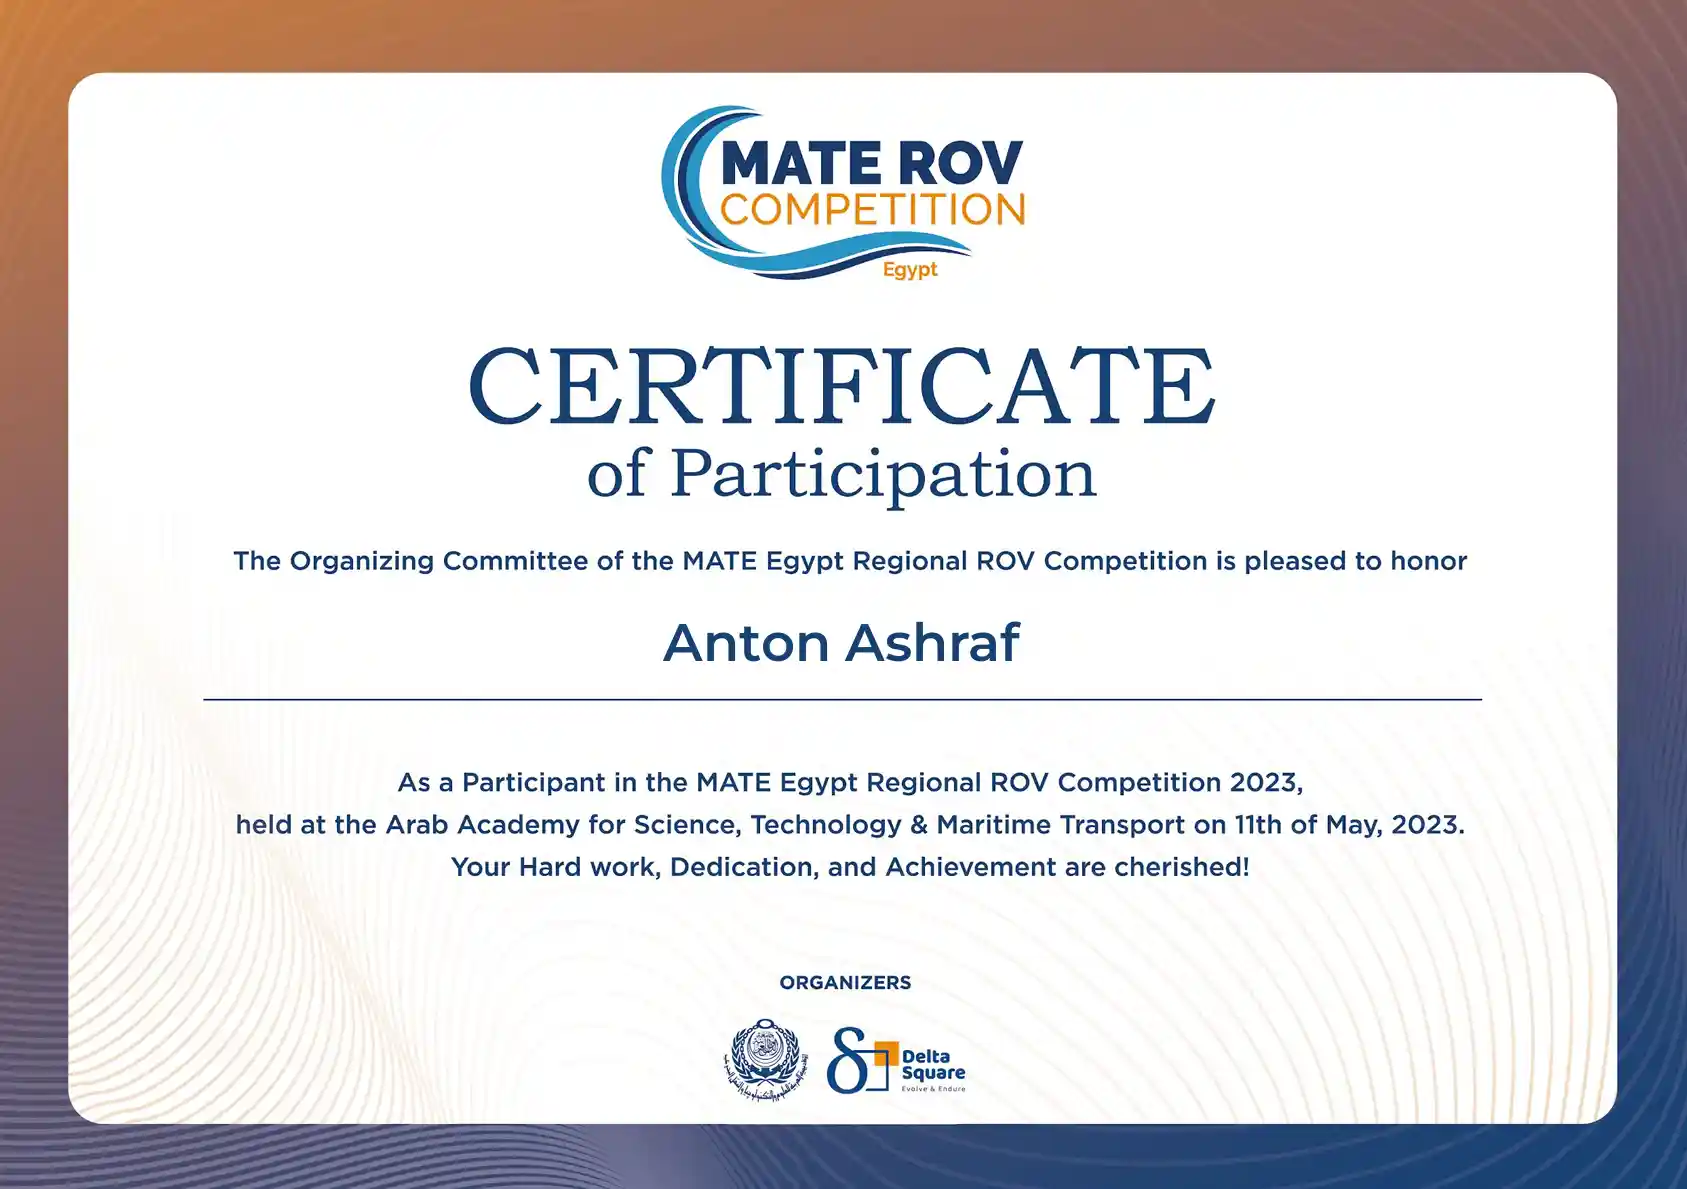 MATE ROV
COMPETITION
Egypt
CERTIFICATE
of Participation
The Organizing Committee of the MATE Egypt Regional ROV Competition is pleased to honor
Anton Ashraf
As a Participant in the MATE Egypt Regional ROV Competition 2023,
held at the Arab Academy for Science, Technology & Maritime Transport on 11th of May, 2023.
Your Hard work, Dedication, and Achievement are cherished!
ORGANIZERS
Delta
Square
Evolve & Endure